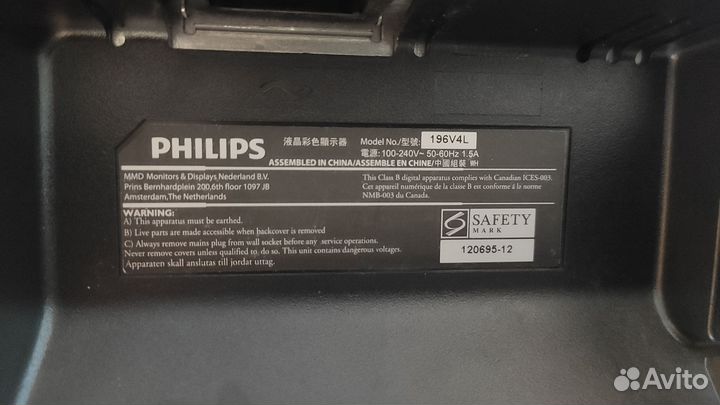 PHILIPS 液晶彩色顯示器 Model No./型號: 196V4L
電源: 100-240V~ 50-60Hz 1.5A
ASSEMBLED IN CHINA/ASSEMBLE EN CHINE/中國組裝 WH
MMD Monitors & Displays Nederland B.V.
Prins Bernhardplein 200,6th floor 1097 JB
Amsterdam,The Netherlands
This Class B digital apparatus complies with Canadian ICES-003.
Cet appareil numérique de la classe B est conforme á la norme
NMB-003 du Canada.
WARNING:
A) This apparatus must be earthed.
B) Live parts are made accessible when backcover is removed
C) Always remove mains plug from wall socket before any service operations.
Never remove covers unless qualified to do so. This unit contains dangerous voltages.
Apparaten skall anslutas till jordat uttag.
S SAFETY
MARK
120695-12
Avito